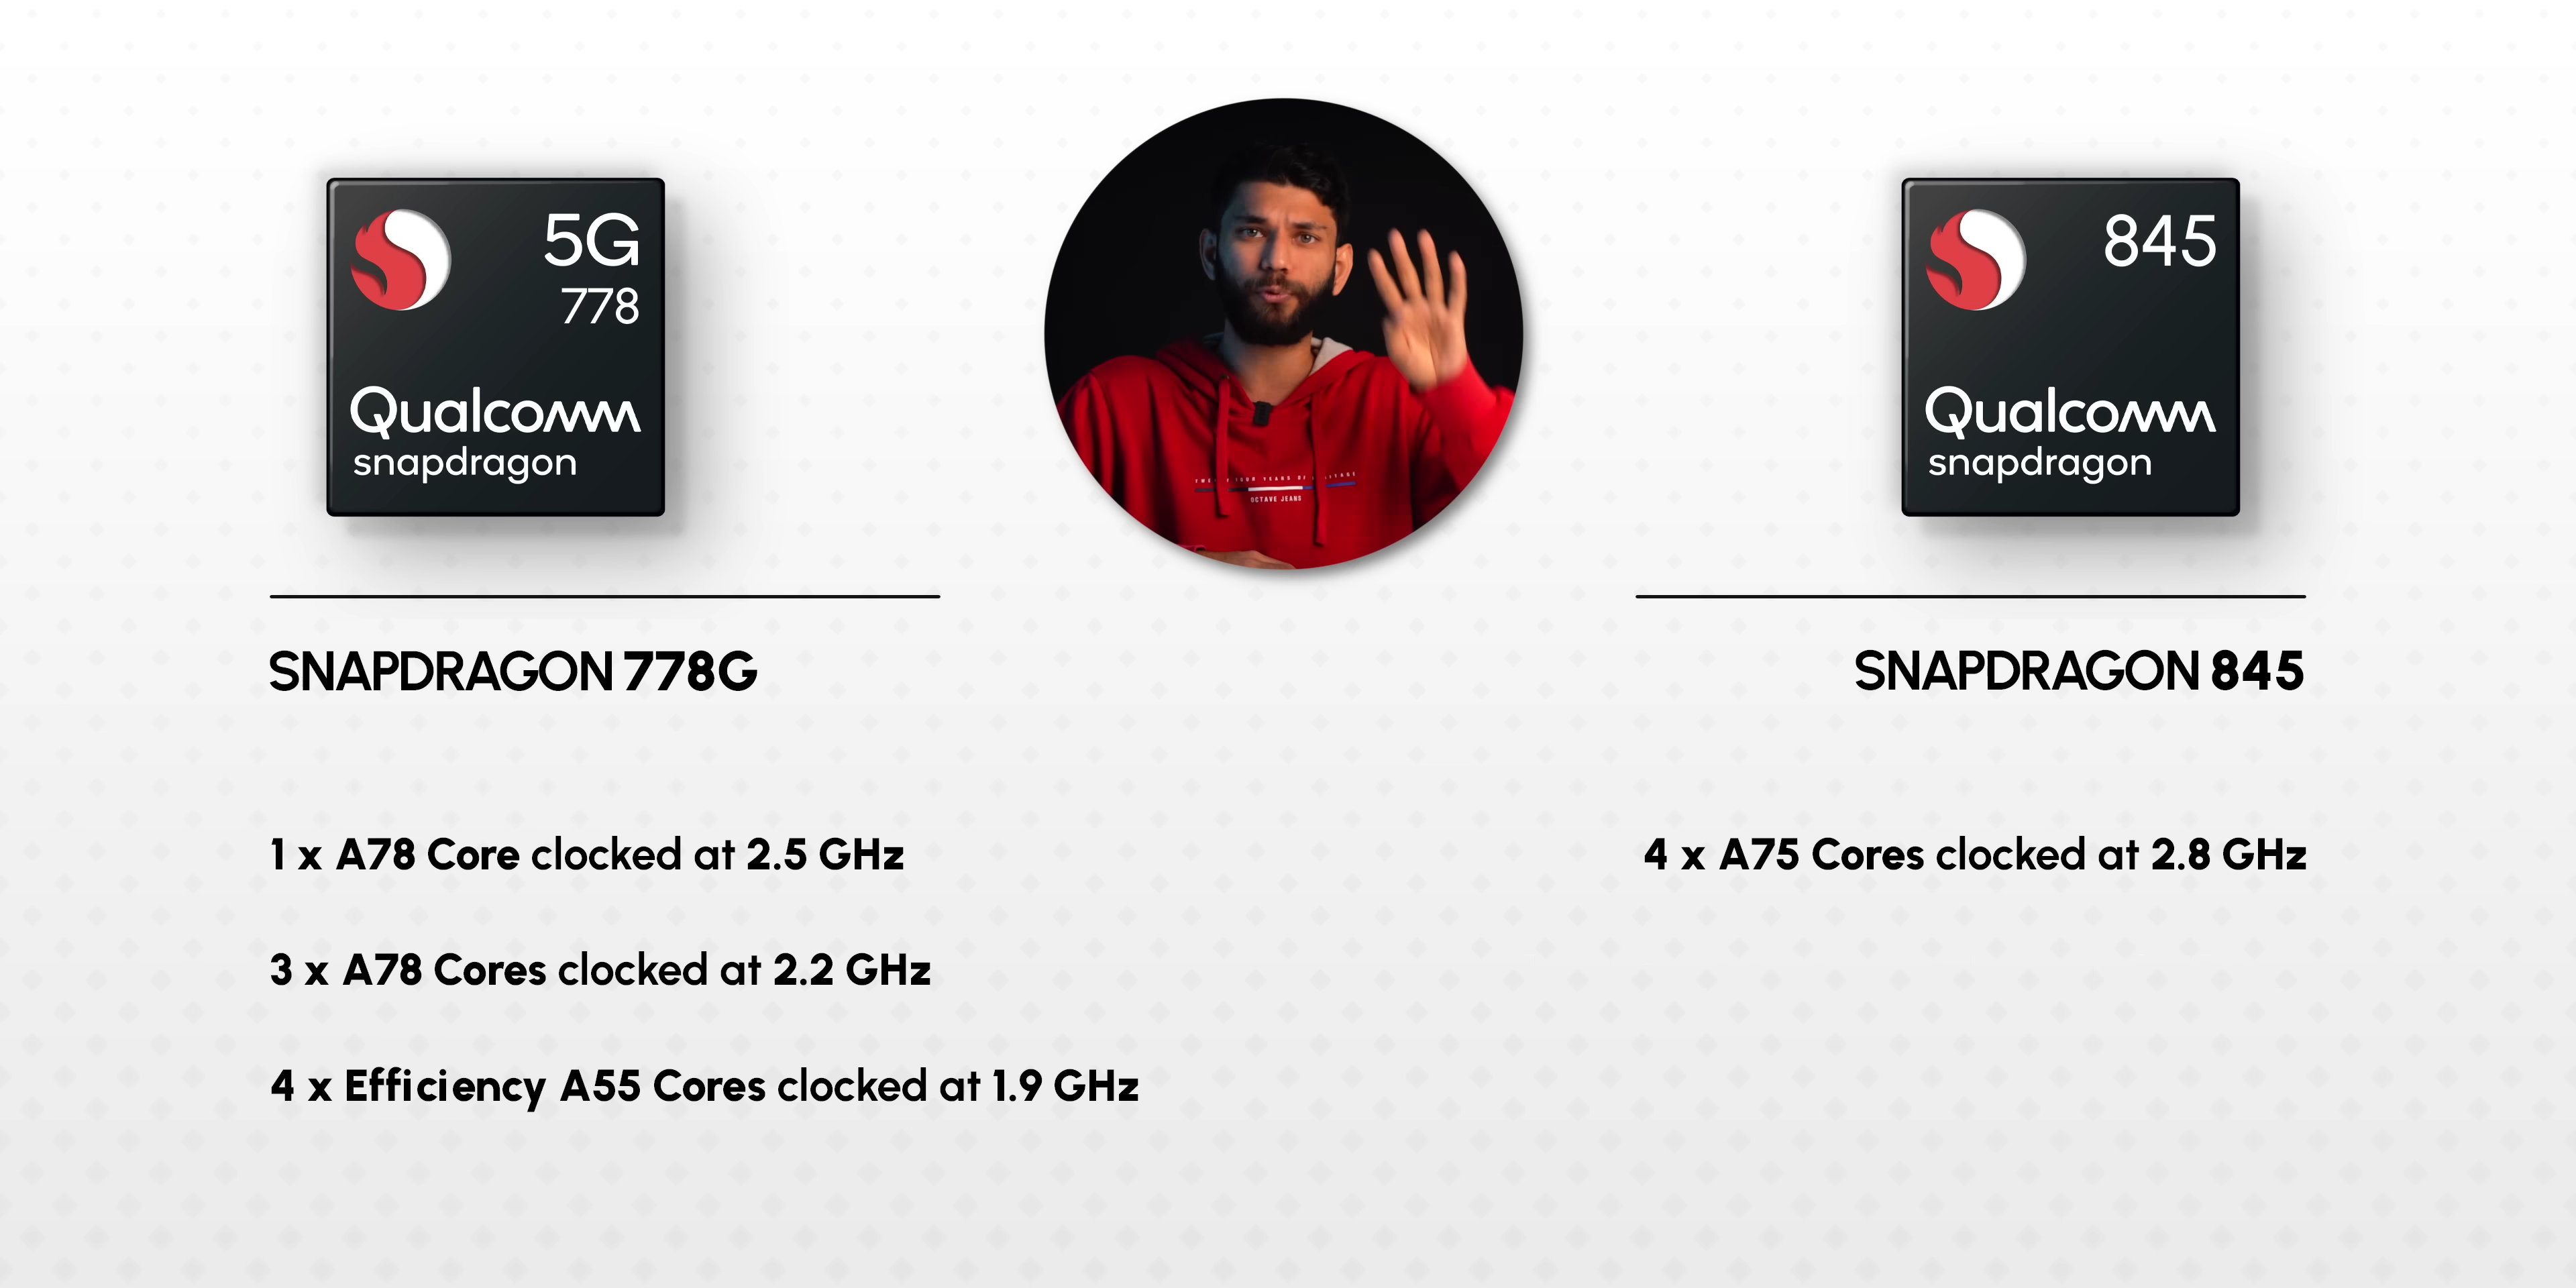 5G
778
Qualcomm
snapdragon
845
Qualcomm
snapdragon
OCTAVE JEANS
SNAPDRAGON 778G
SNAPDRAGON 845
1 x A78 Core clocked at 2.5 GHz
4 x A75 Cores clocked at 2.8 GHz
3 x A78 Cores clocked at 2.2 GHz
4 x Efficiency A55 Cores clocked at 1.9 GHz